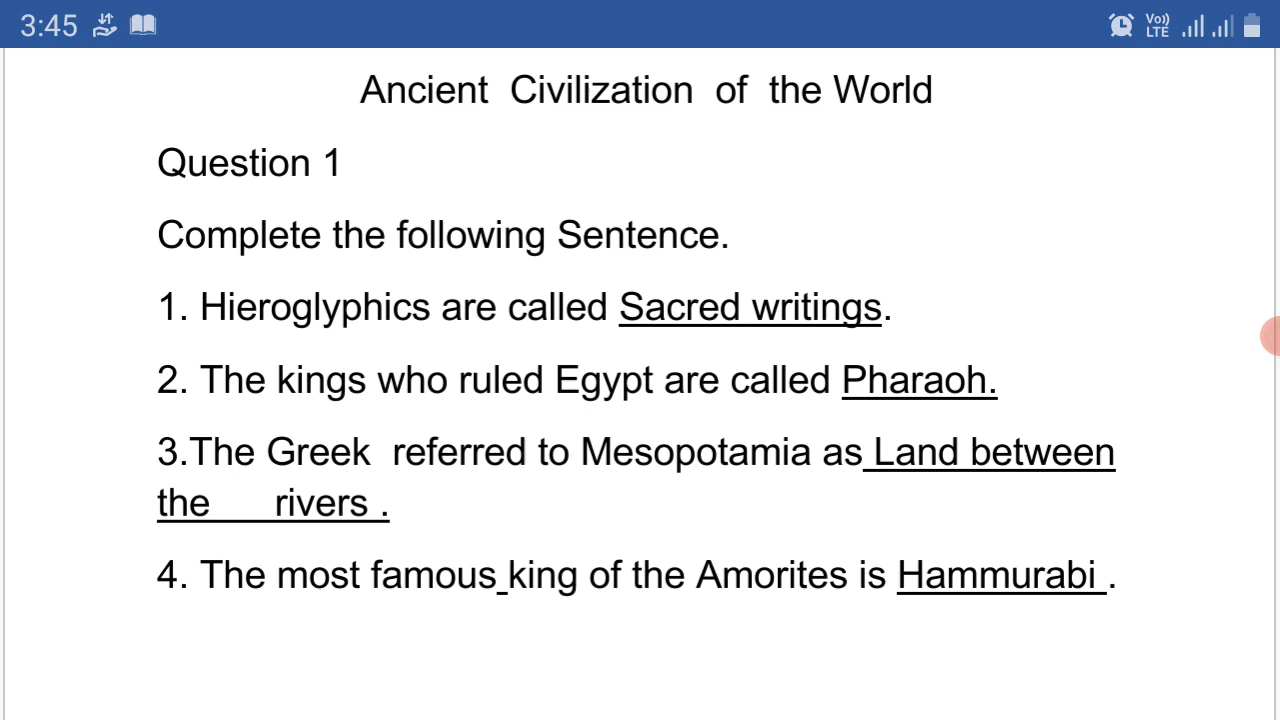 3:45 Vo)) LTE
Ancient Civilization of the World
Question 1
Complete the following Sentence.
1. Hieroglyphics are called Sacred writings.
2. The kings who ruled Egypt are called Pharaoh.
3.The Greek referred to Mesopotamia as Land between
the rivers .
4. The most famous king of the Amorites is Hammurabi .